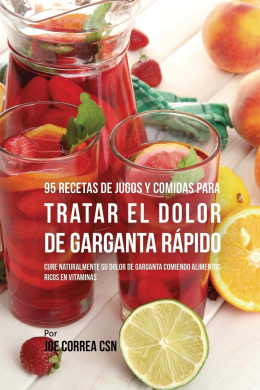 95 RECETAS DE JUGOS Y COMIDAS PARA
TRATAR EL DOLOR
DE GARGANTA RÁPIDO
CURE NATURALMENTE SU DOLOR DE GARGANTA COMIENDO ALIMENTOS
RICOS EN VITAMINAS
Por
JOE CORREA CSN